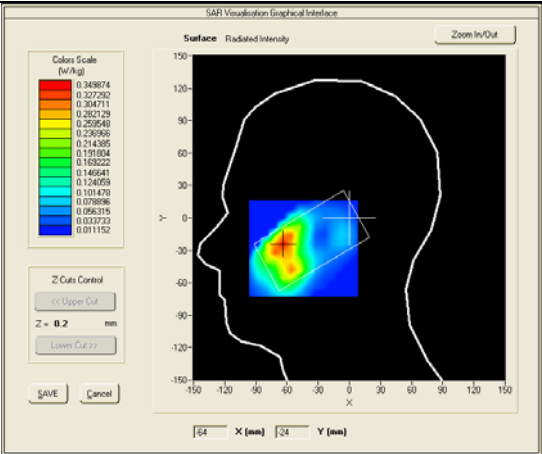 SAR Visualisation Graphical Interface
Surface Radiated Intensity
Zoom In/Out
Colors Scale
(W/kg)
0.349874
0.327292
0.304711
0.282129
0.259548
0.236966
0.214385
0.191804
0.169222
0.146641
0.124059
0.101478
0.078896
0.056315
0.033733
0.011152
Z-Cuts Control
<< Upper Cut
Z = 0.2 mm
Lower Cut >>
SAVE
Cancel
150
120
90
60
30
0
-30
-60
-90
-120
-150
Y
-150 -120 -90 -60 -30 0 30 60 90 120 150
X
-64 X (mm) -24 Y (mm)